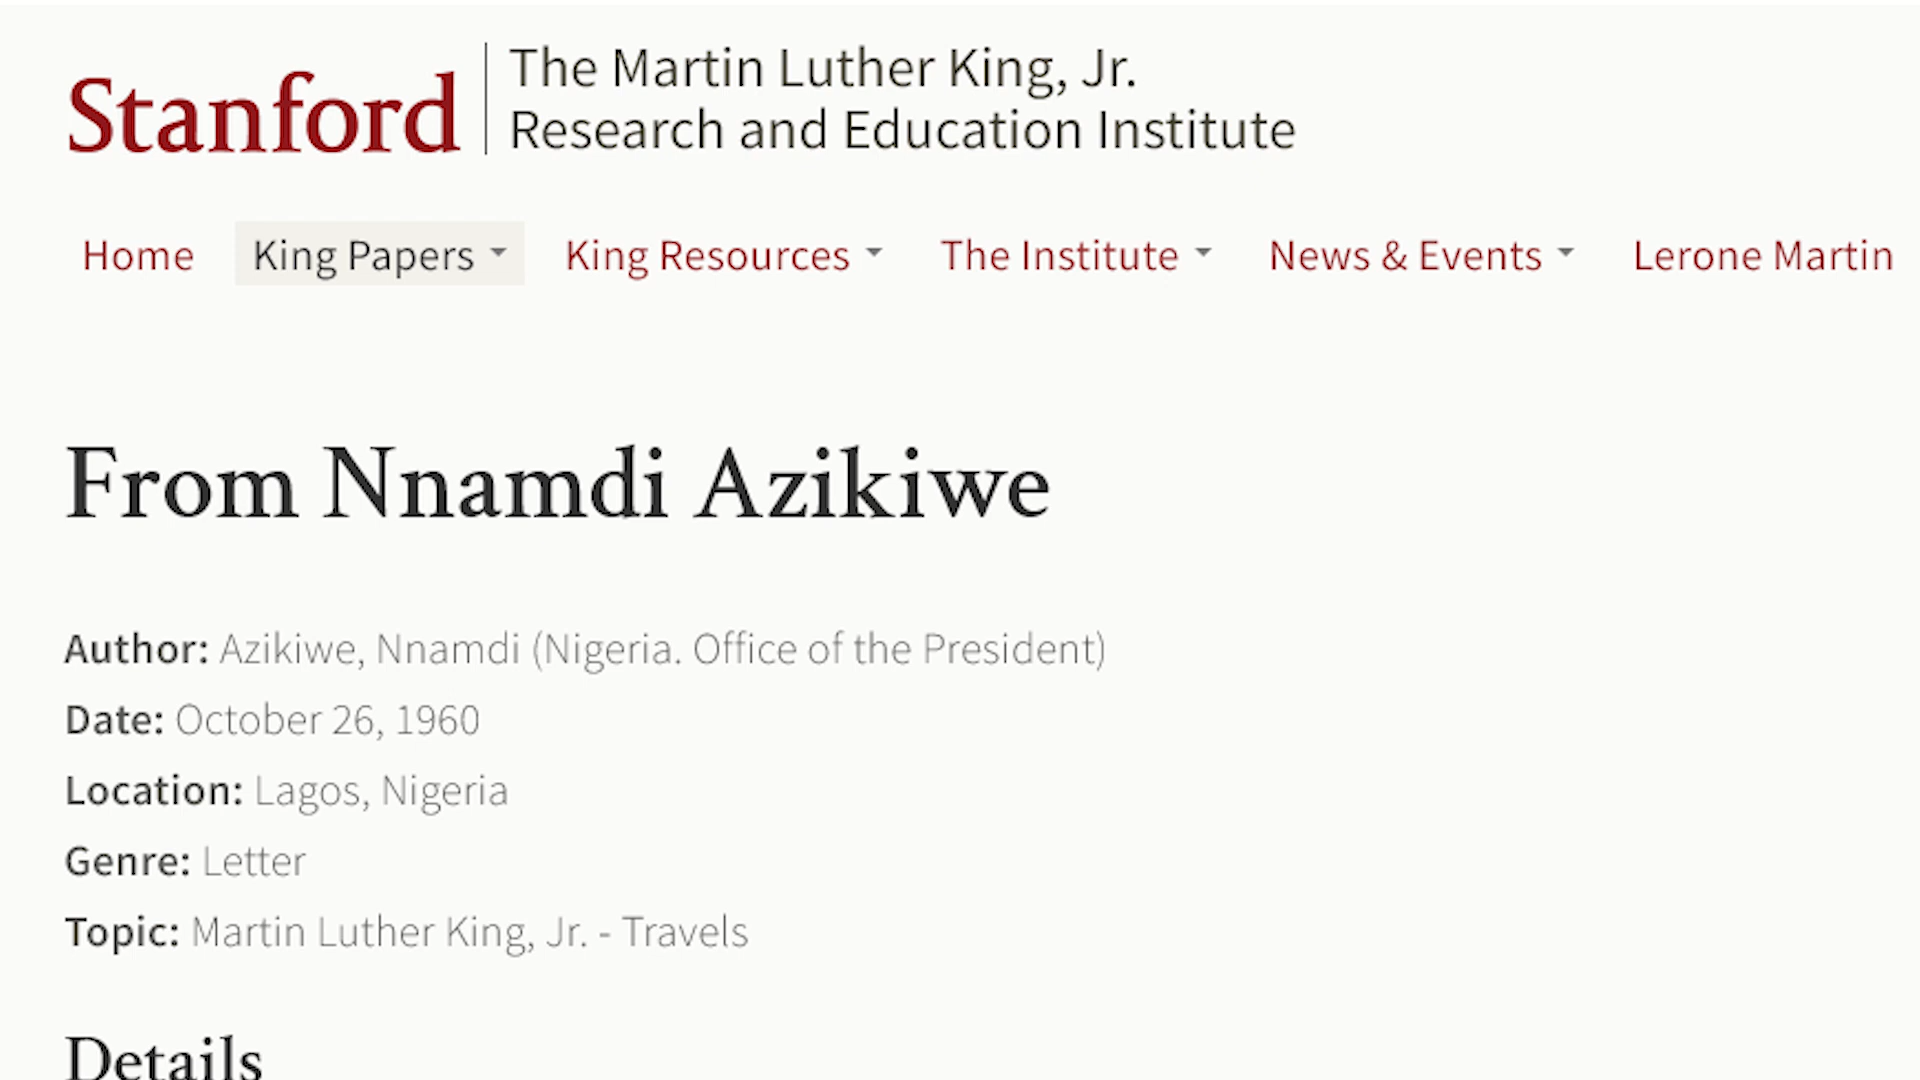 Stanford
The Martin Luther King, Jr.
Research and Education Institute
Home King Papers King Resources The Institute News & Events Lerone Martin
From Nnamdi Azikiwe
Author: Azikiwe, Nnamdi (Nigeria. Office of the President)
Date: October 26, 1960
Location: Lagos, Nigeria
Genre: Letter
Topic: Martin Luther King, Jr. - Travels
Details